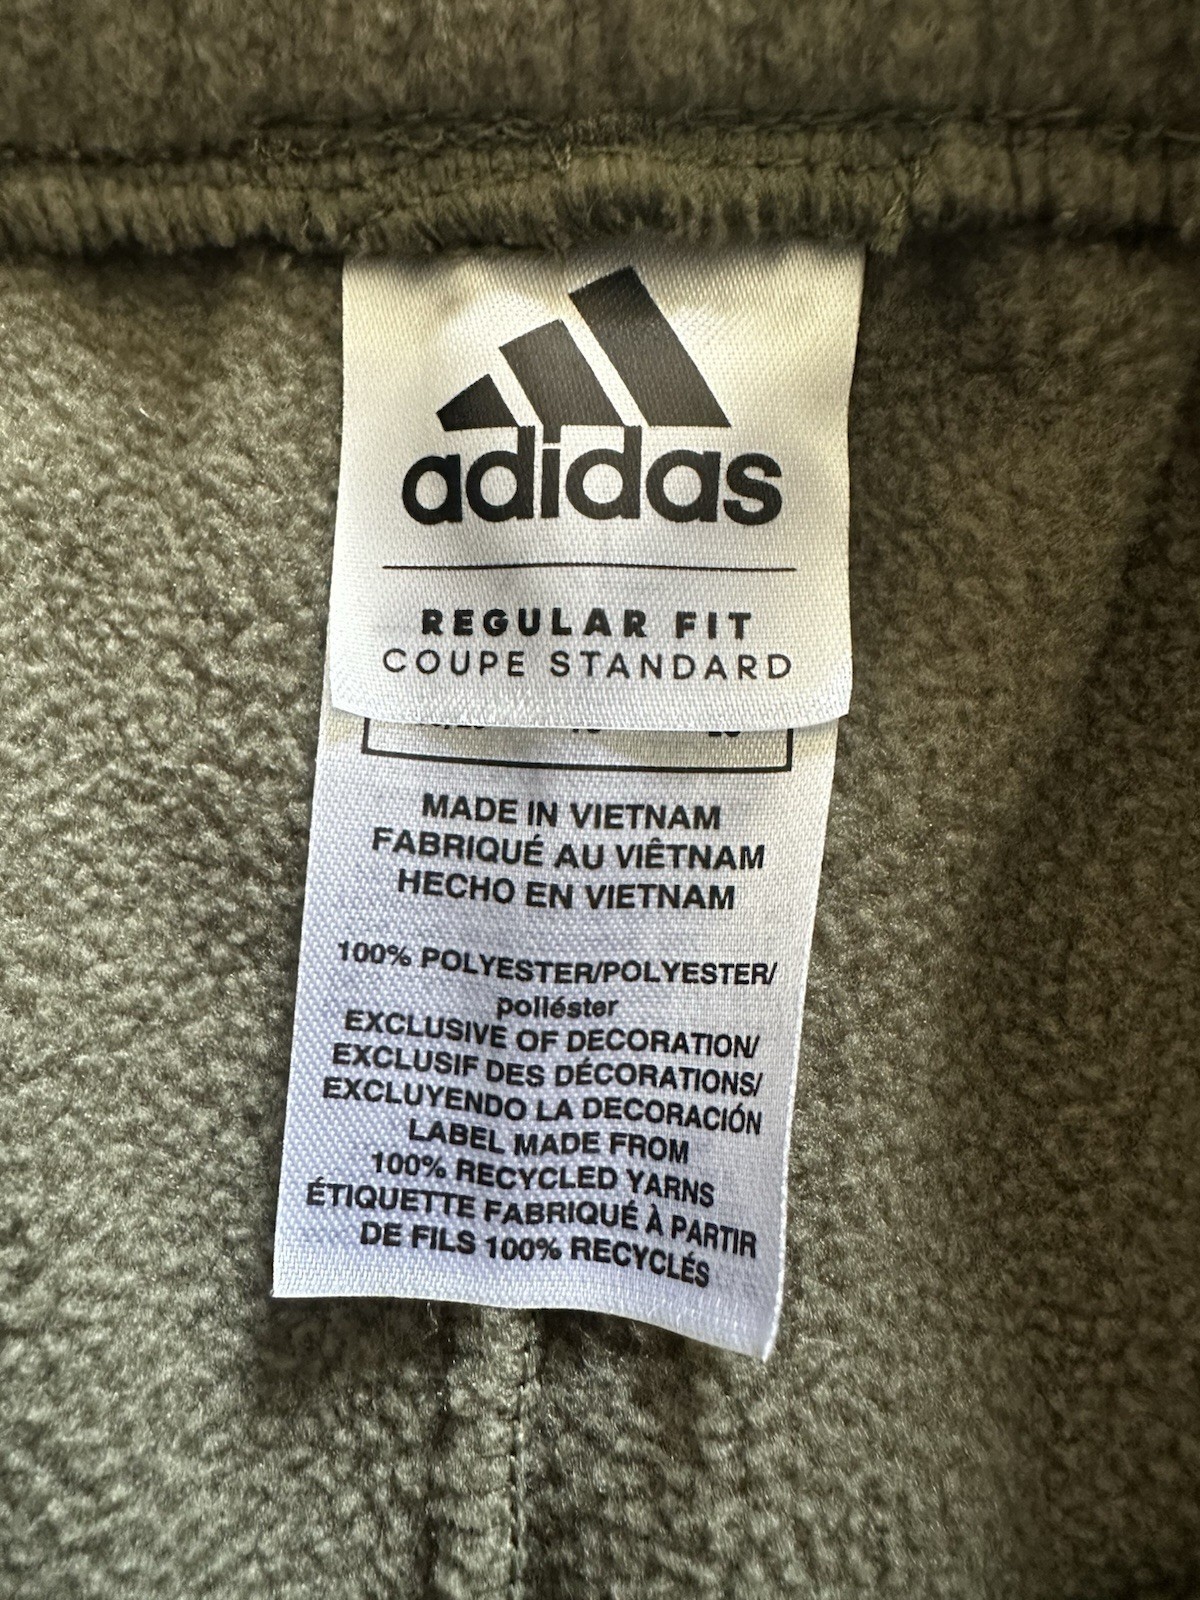 adidas
REGULAR FIT
COUPE STANDARD
MADE IN VIETNAM
FABRIQUÉ AU VIÊTNAM
HECHO EN VIETNAM
100% POLYESTER/POLYESTER/
poliéster
EXCLUSIVE OF DECORATION/
EXCLUSIF DES DÉCORATIONS/
EXCLUYENDO LA DECORACIÓN
LABEL MADE FROM
100% RECYCLED YARNS
ÉTIQUETTE FABRIQUÉ À PARTIR
DE FILS 100% RECYCLÉS